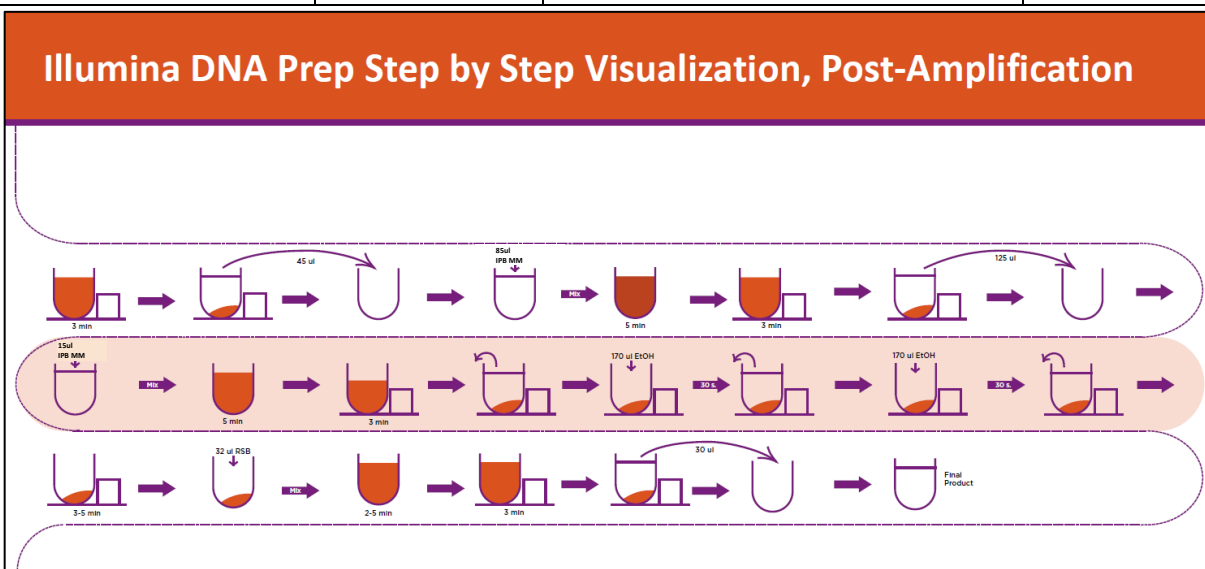 Illumina DNA Prep Step by Step Visualization, Post-Amplification
45 ul
85ul
IPB MM
125 ul
Mix
3 min
5 min
3 min
15ul
IPB MM
170 ul EtOH
170 ul EtOH
Mix
30 s.
30 s.
5 min
3 min
32 ul RSB
30 ul
Final
Product
Mix
3-5 min
2-5 min
3 min